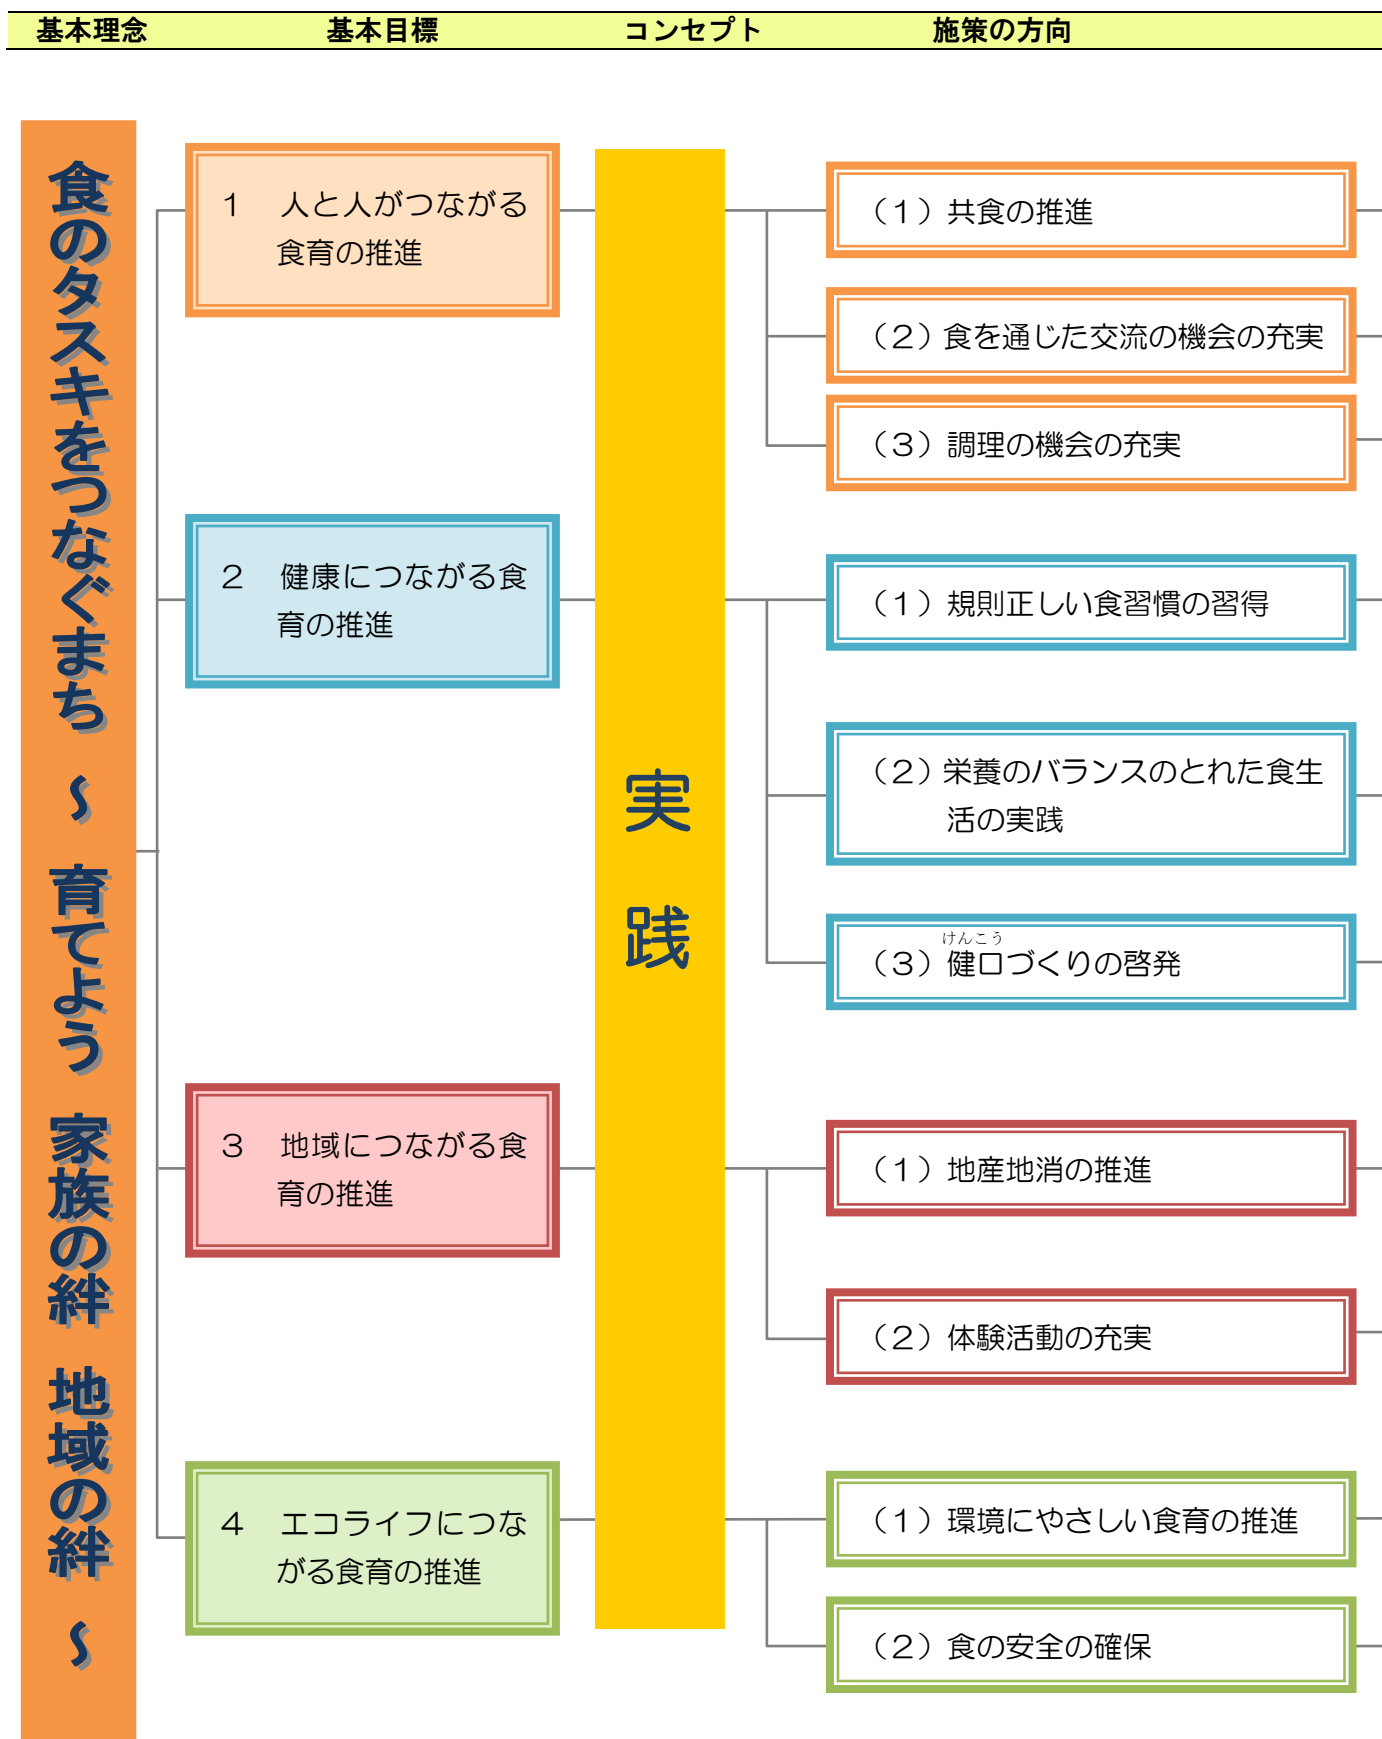 基本理念 基本目標 コンセプト 施策の方向
食のタスキをつなぐまち ~ 育てよう 家族の絆 地域の絆 ~
1 人と人がつながる
食育の推進
2 健康につながる食
育の推進
3 地域につながる食
育の推進
4 エコライフにつな
がる食育の推進
実践
(1)共食の推進
(2)食を通じた交流の機会の充実
(3)調理の機会の充実
(1)規則正しい食習慣の習得
(2)栄養のバランスのとれた食生
活の実践
けんこう
(3)健口づくりの啓発
(1)地産地消の推進
(2)体験活動の充実
(1)環境にやさしい食育の推進
(2)食の安全の確保